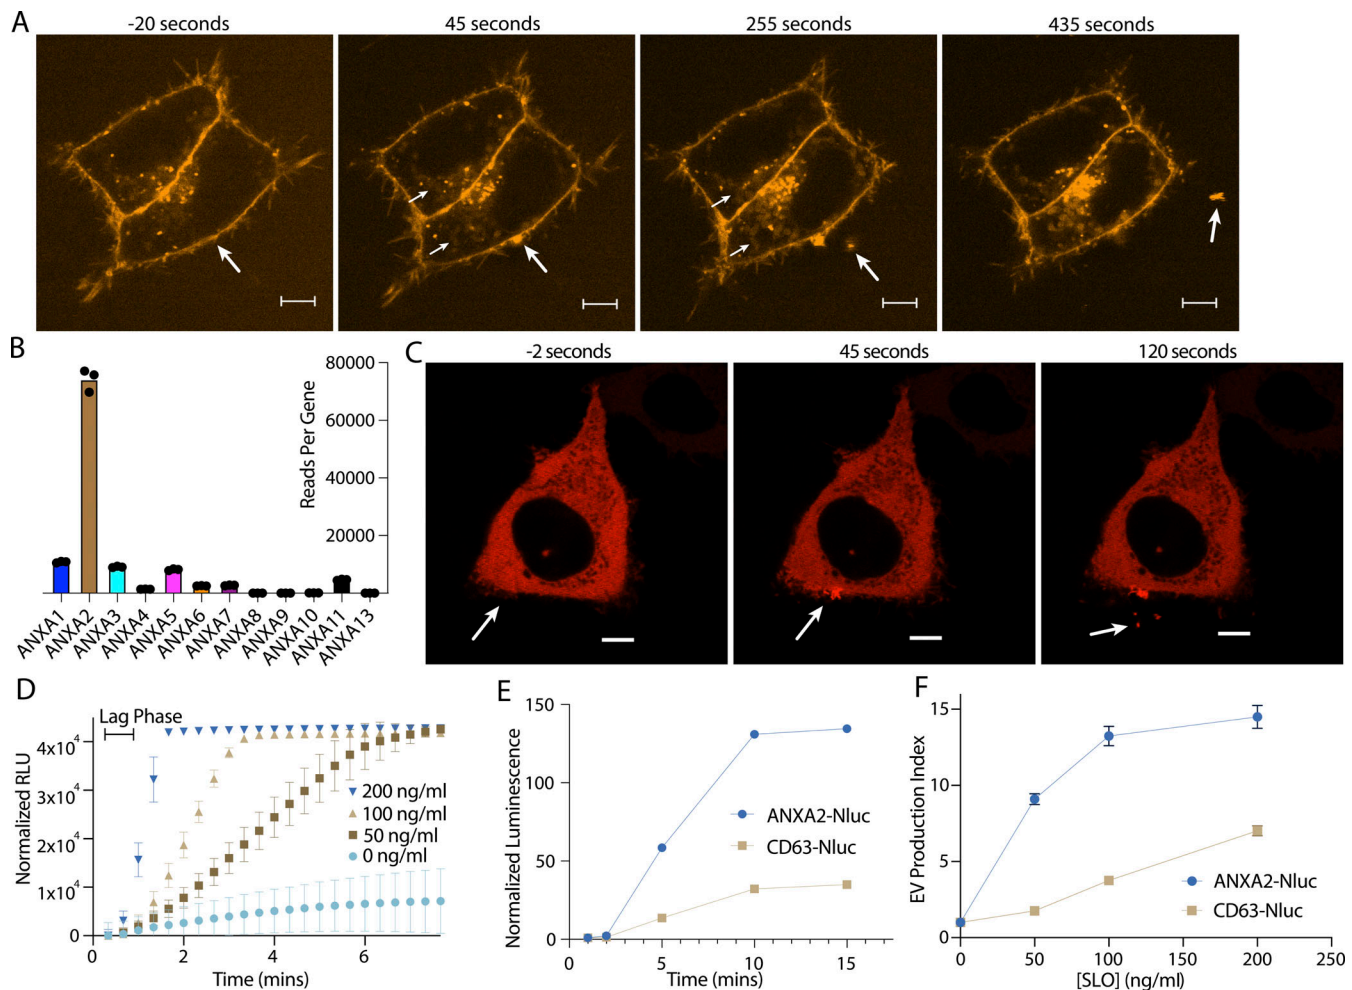 A
-20 seconds
45 seconds
255 seconds
435 seconds
B
80000
60000
40000
20000
Reads Per Gene
ANXA1
ANXA2
ANXA3
ANXA4
ANXA5
ANXA6
ANXA7
ANXA8
ANXA9
ANXA10
ANXA11
ANXA13
C
-2 seconds
45 seconds
120 seconds
D
Lag Phase
Normalized RLU
4x10⁴
3x10⁴
2x10⁴
1x10⁴
0
200 ng/ml
100 ng/ml
50 ng/ml
0 ng/ml
0 2 4 6
Time (mins)
E
Normalized Luminescence
150
100
50
0
ANXA2-Nluc
CD63-Nluc
0 5 10 15
Time (mins)
F
EV Production Index
15
10
5
0
ANXA2-Nluc
CD63-Nluc
0 50 100 150 200 250
[SLO] (ng/ml)